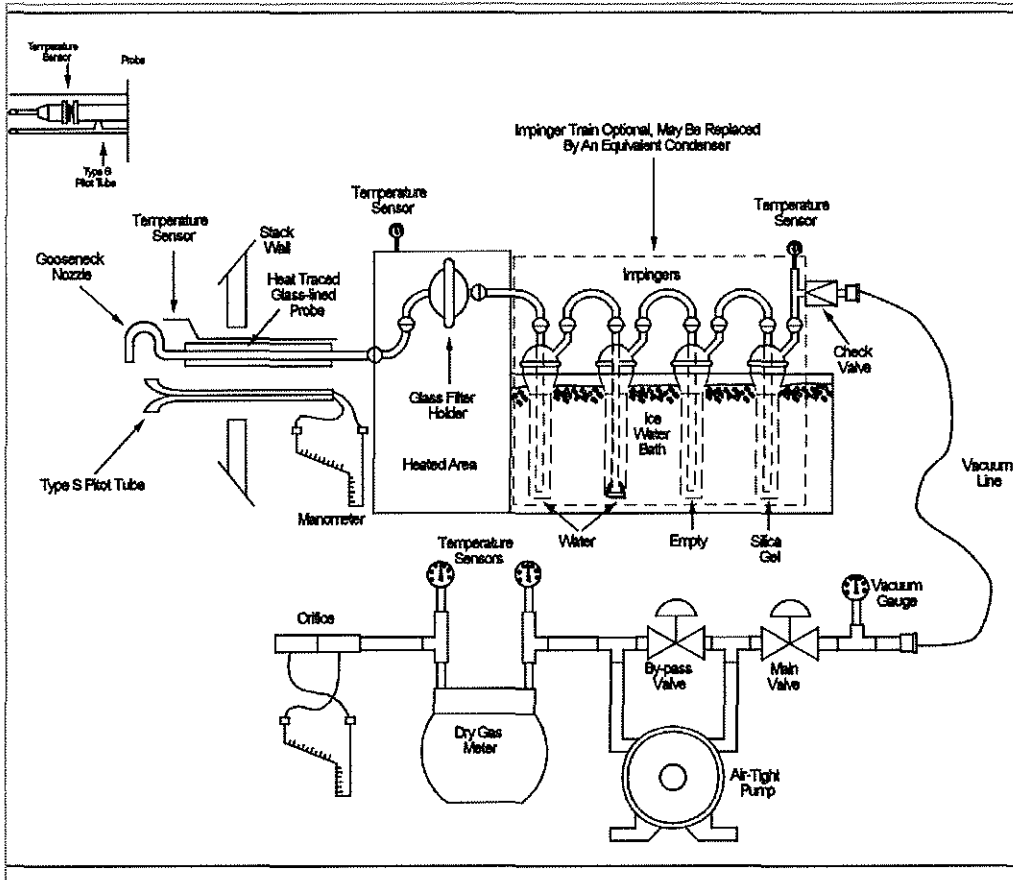 Temperature
Sensor
Probe
Type S
Pitot Tube
Impinger Train Optional, May Be Replaced
By An Equivalent Condenser
Temperature
Sensor
Temperature
Sensor
Temperature
Sensor
Stack
Wall
Gooseneck
Nozzle
Heat Traced
Glass-lined
Probe
Impingers
Check
Valve
Glass Filter
Holder
Ice
Water
Bath
Heated Area
Vacuum
Line
Type S Pitot Tube
Manometer
Water
Empty
Silica
Gel
Temperature
Sensors
Vacuum
Gauge
Orifice
By-pass
Valve
Main
Valve
Dry Gas
Meter
Air-Tight
Pump